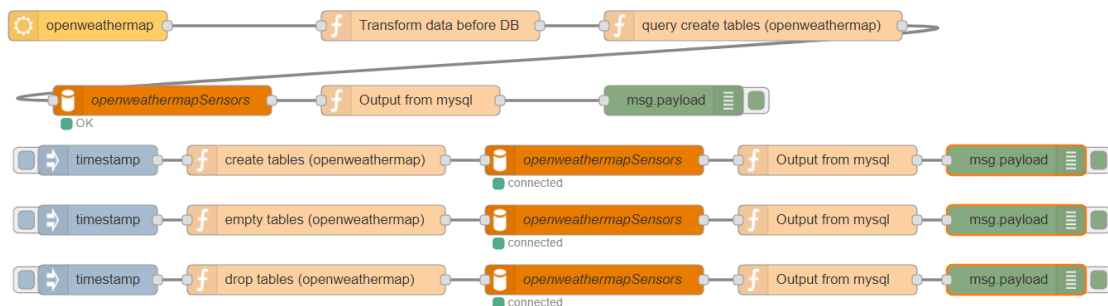 openweathermap Transform data before DB query create tables (openweathermap)
openweathermapSensors Output from mysql msg.payload
OK
timestamp create tables (openweathermap) openweathermapSensors Output from mysql msg.payload
connected
timestamp empty tables (openweathermap) openweathermapSensors Output from mysql msg.payload
connected
timestamp drop tables (openweathermap) openweathermapSensors Output from mysql msg.payload
connected